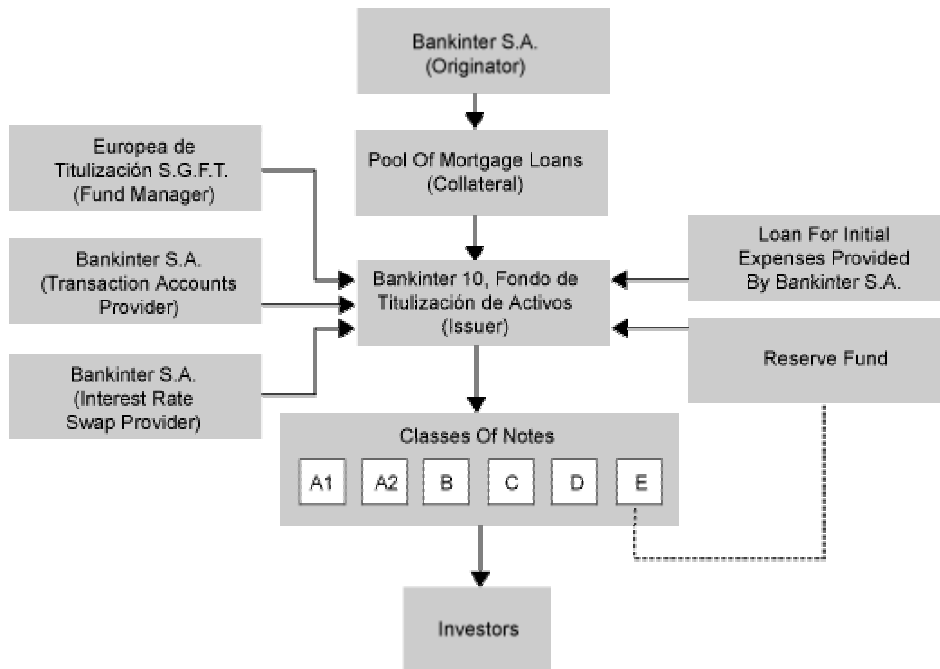 Bankinter S.A.
(Originator)
Europea de
Titulización S.G.F.T.
(Fund Manager)
Pool Of Mortgage Loans
(Collateral)
Bankinter S.A.
(Transaction Accounts
Provider)
Bankinter 10, Fondo de
Titulización de Activos
(Issuer)
Loan For Initial
Expenses Provided
By Bankinter S.A.
Bankinter S.A.
(Interest Rate
Swap Provider)
Reserve Fund
Classes Of Notes
A1 A2 B C D E
Investors